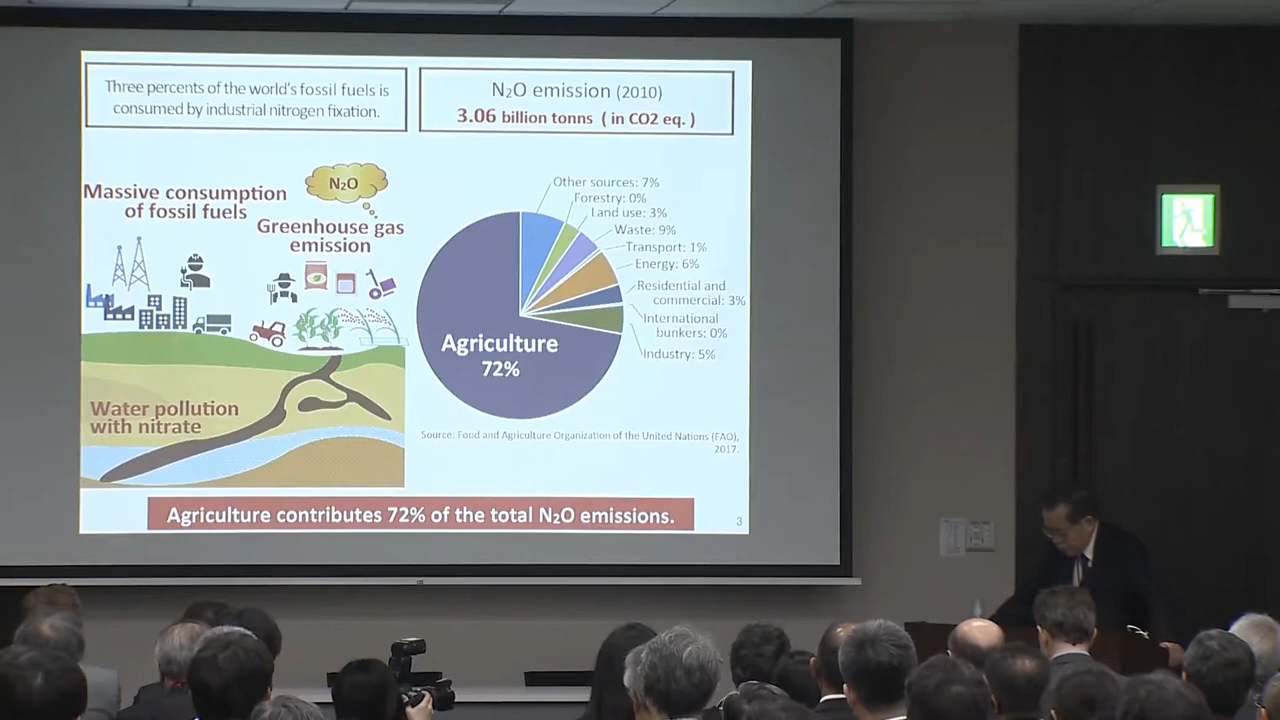 Three percents of the world's fossil fuels is
consumed by industrial nitrogen fixation.
N₂O emission (2010)
3.06 billion tonnes ( in CO2 eq. )
Massive consumption
of fossil fuels
N₂O
Greenhouse gas
emission
Water pollution
with nitrate
Other sources: 7%
Forestry: 0%
Land use: 3%
Waste: 9%
Transport: 1%
Energy: 6%
Residential and
commercial: 3%
International
bunkers: 0%
Industry: 5%
Agriculture
72%
Source: Food and Agriculture Organization of the United Nations (FAO),
2017.
Agriculture contributes 72% of the total N₂O emissions.
3